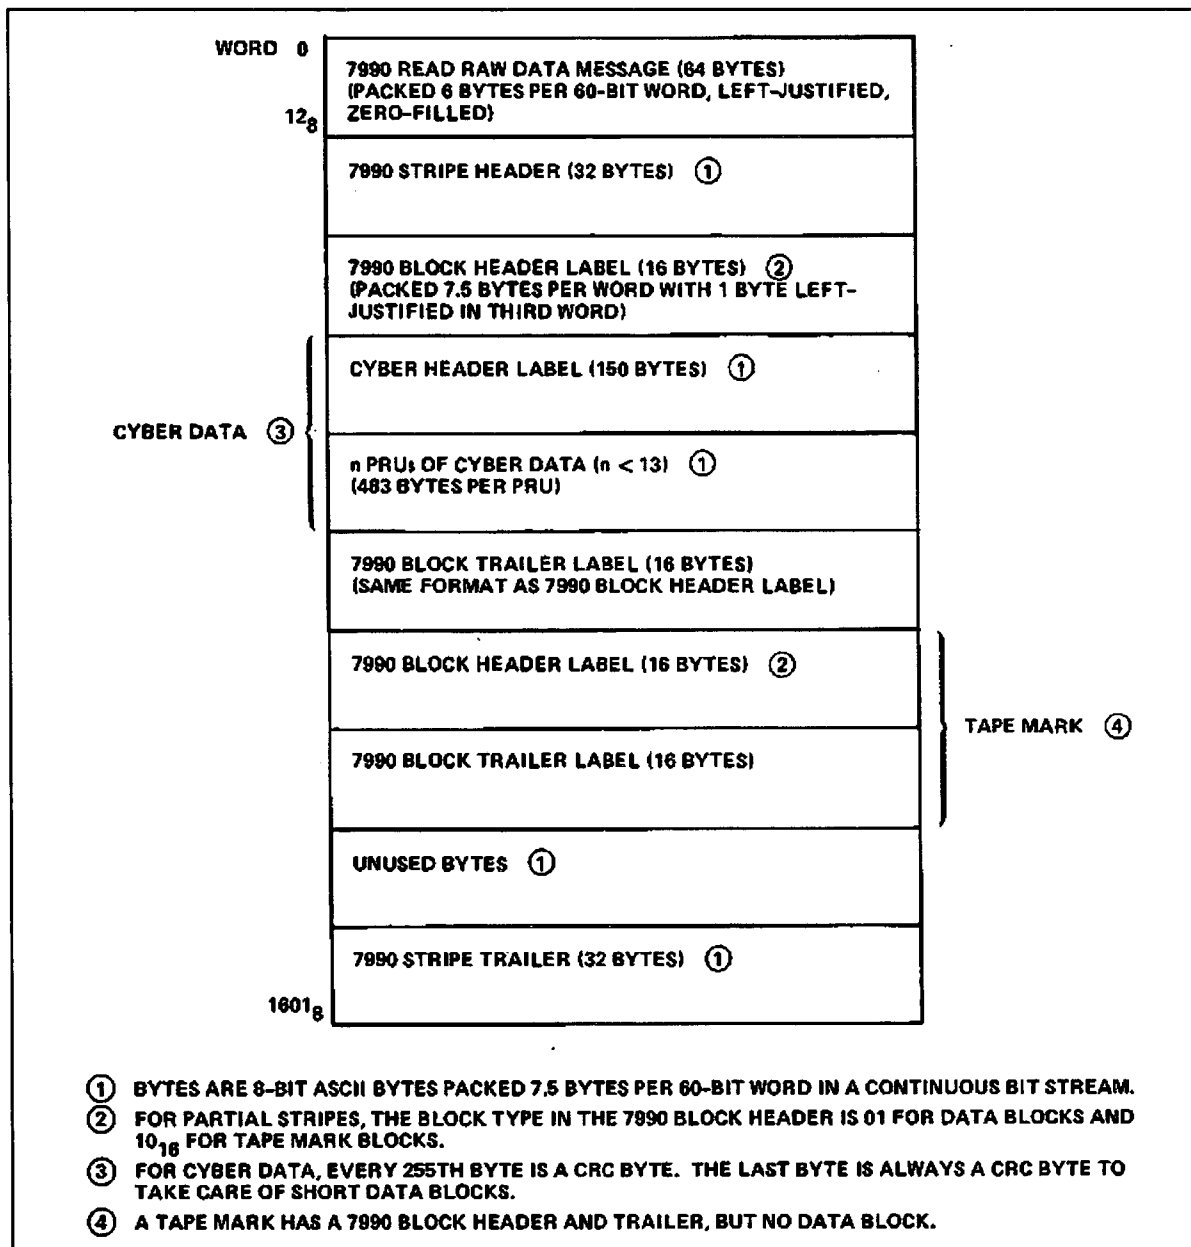 WORD 0
7990 READ RAW DATA MESSAGE (64 BYTES)
(PACKED 6 BYTES PER 60-BIT WORD, LEFT-JUSTIFIED,
ZERO-FILLED)
12₈
7990 STRIPE HEADER (32 BYTES) ①
7990 BLOCK HEADER LABEL (16 BYTES) ②
(PACKED 7.5 BYTES PER WORD WITH 1 BYTE LEFT-
JUSTIFIED IN THIRD WORD)
CYBER HEADER LABEL (150 BYTES) ①
CYBER DATA ③
n PRUs OF CYBER DATA (n < 13) ①
(483 BYTES PER PRU)
7990 BLOCK TRAILER LABEL (16 BYTES)
(SAME FORMAT AS 7990 BLOCK HEADER LABEL)
7990 BLOCK HEADER LABEL (16 BYTES) ②
TAPE MARK ④
7990 BLOCK TRAILER LABEL (16 BYTES)
UNUSED BYTES ①
7990 STRIPE TRAILER (32 BYTES) ①
1601₈
① BYTES ARE 8-BIT ASCII BYTES PACKED 7.5 BYTES PER 60-BIT WORD IN A CONTINUOUS BIT STREAM.
② FOR PARTIAL STRIPES, THE BLOCK TYPE IN THE 7990 BLOCK HEADER IS 01 FOR DATA BLOCKS AND
10₁₆ FOR TAPE MARK BLOCKS.
③ FOR CYBER DATA, EVERY 255TH BYTE IS A CRC BYTE. THE LAST BYTE IS ALWAYS A CRC BYTE TO
TAKE CARE OF SHORT DATA BLOCKS.
④ A TAPE MARK HAS A 7990 BLOCK HEADER AND TRAILER, BUT NO DATA BLOCK.